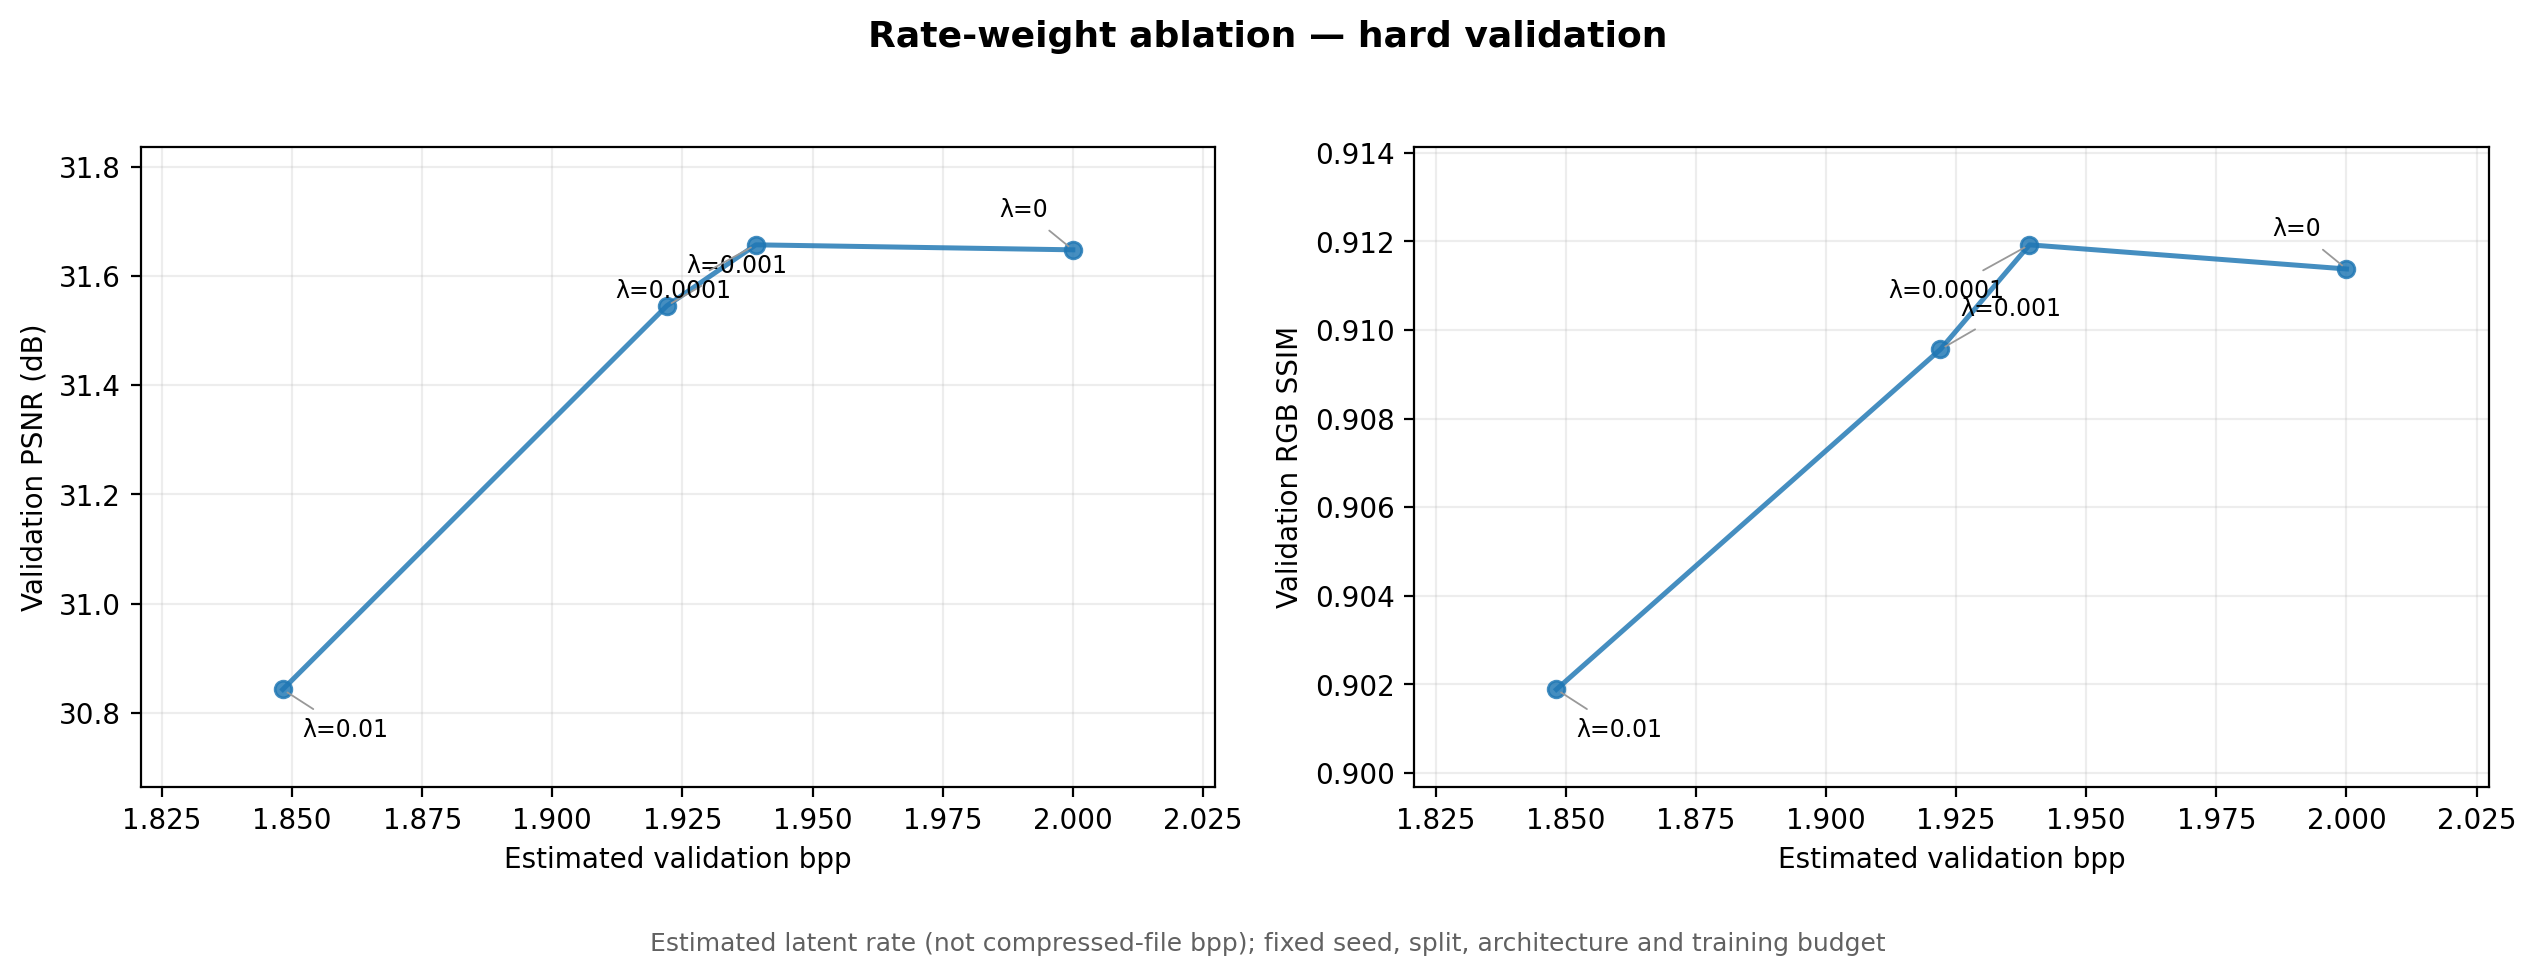 Rate-weight ablation — hard validation
31.8
31.6
31.4
31.2
31.0
30.8
Validation PSNR (dB)
λ=0
λ=0.001
λ=0.0001
λ=0.01
1.825 1.850 1.875 1.900 1.925 1.950 1.975 2.000 2.025
Estimated validation bpp
0.914
0.912
0.910
0.908
0.906
0.904
0.902
0.900
Validation RGB SSIM
λ=0
λ=0.0001
λ=0.001
λ=0.01
1.825 1.850 1.875 1.900 1.925 1.950 1.975 2.000 2.025
Estimated validation bpp
Estimated latent rate (not compressed-file bpp); fixed seed, split, architecture and training budget